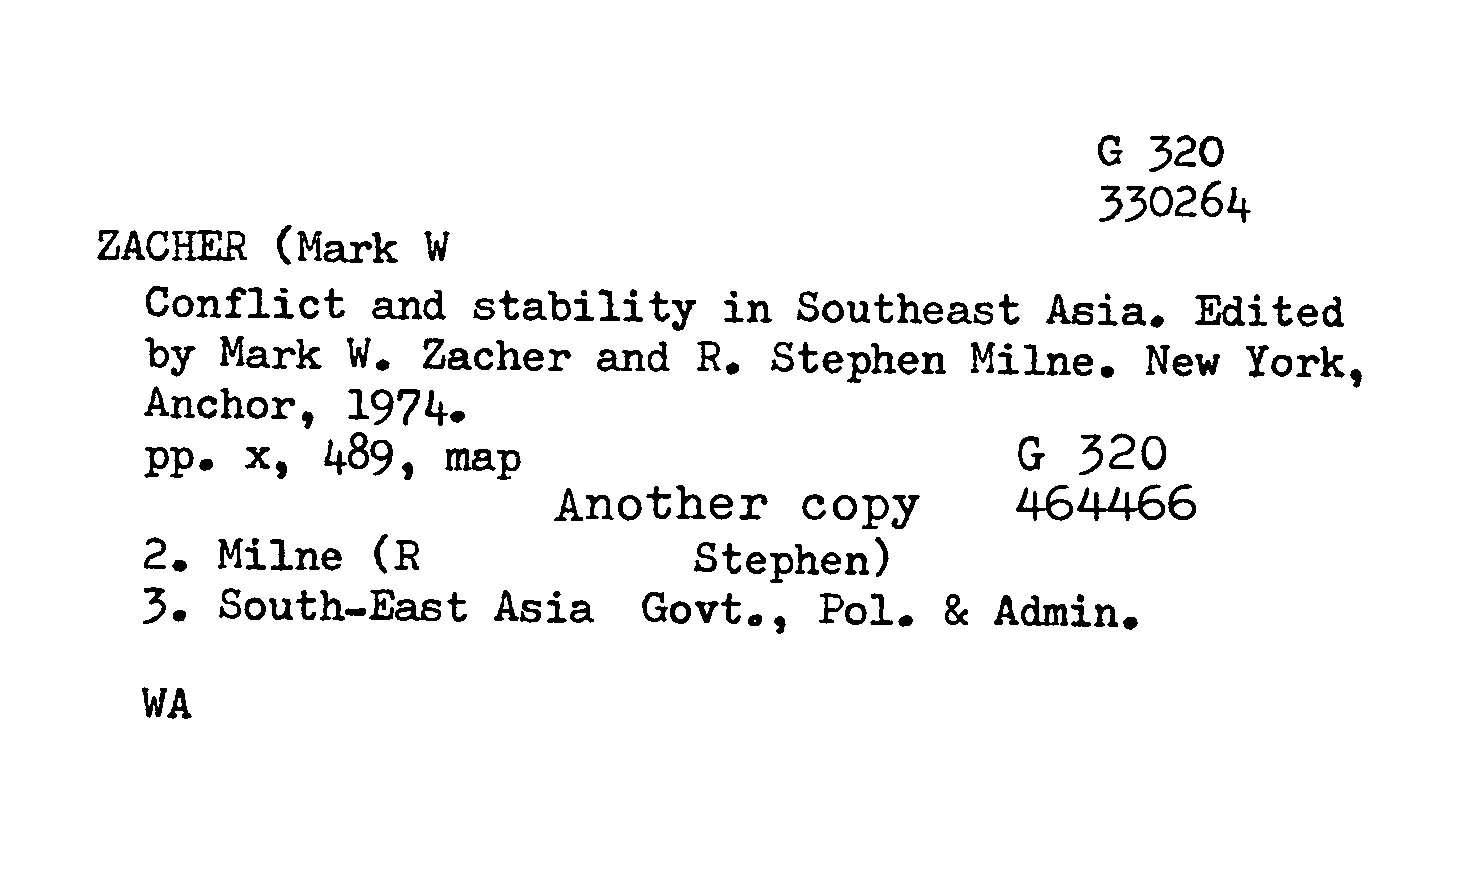 G 320
330264
ZACHER (Mark W
Conflict and stability in Southeast Asia. Edited
by Mark W. Zacher and R. Stephen Milne. New York,
Anchor, 1974.
pp. x, 489, map
G 320
Another copy 464466
2. Milne (R Stephen)
3. South-East Asia Govt., Pol. & Admin.
WA